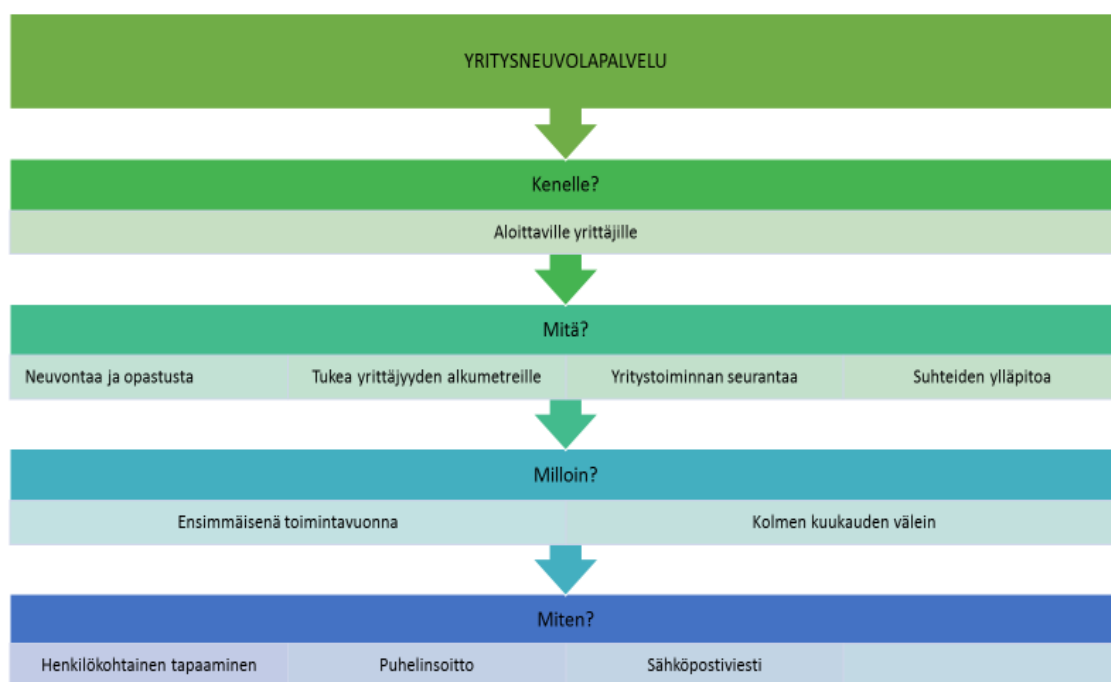 YRITYSNEUVOLAPALVELU
Kenelle?
Aloittaville yrittäjille
Mitä?
Neuvontaa ja opastusta
Tukea yrittäjyyden alkumetreille
Yritystoiminnan seurantaa
Suhteiden ylläpitoa
Milloin?
Ensimmäisenä toimintavuonna
Kolmen kuukauden välein
Miten?
Henkilökohtainen tapaaminen
Puhelinsoitto
Sähköpostiviesti